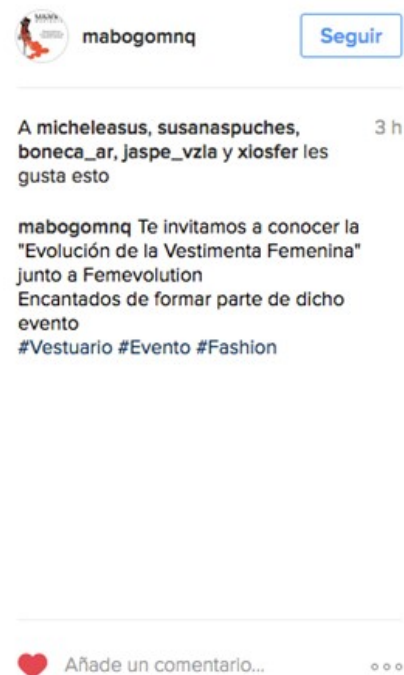 mabogomnq
Seguir
A micheleasus, susanaspuches, 3 h
boneca_ar, jaspe_vzla y xiosfer les
gusta esto
mabogomnq Te invitamos a conocer la
"Evolución de la Vestimenta Femenina"
junto a Femevolution
Encantados de formar parte de dicho
evento
#Vestuario #Evento #Fashion
Añade un comentario...